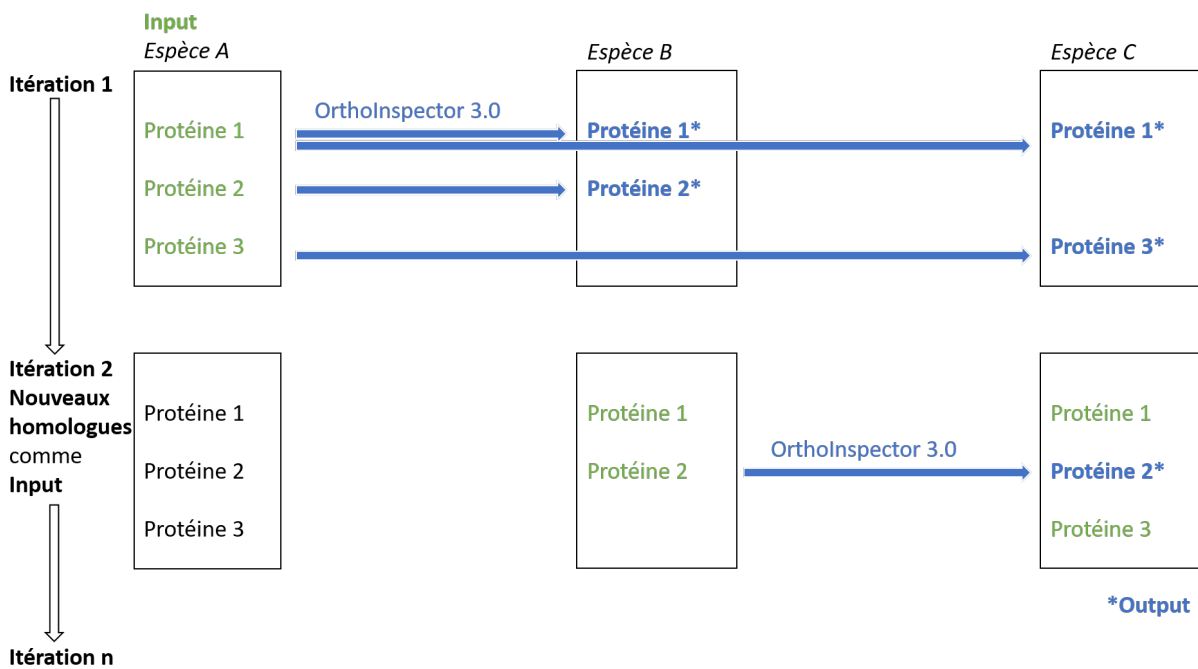 Input
Espèce A
Espèce B
Espèce C
Itération 1
OrthoInspector 3.0
Protéine 1
Protéine 1*
Protéine 1*
Protéine 2
Protéine 2*
Protéine 3
Protéine 3*
Itération 2
Nouveaux
homologues
comme
Input
Protéine 1
Protéine 1
Protéine 1
OrthoInspector 3.0
Protéine 2
Protéine 2
Protéine 2*
Protéine 3
Protéine 3
*Output
Itération n